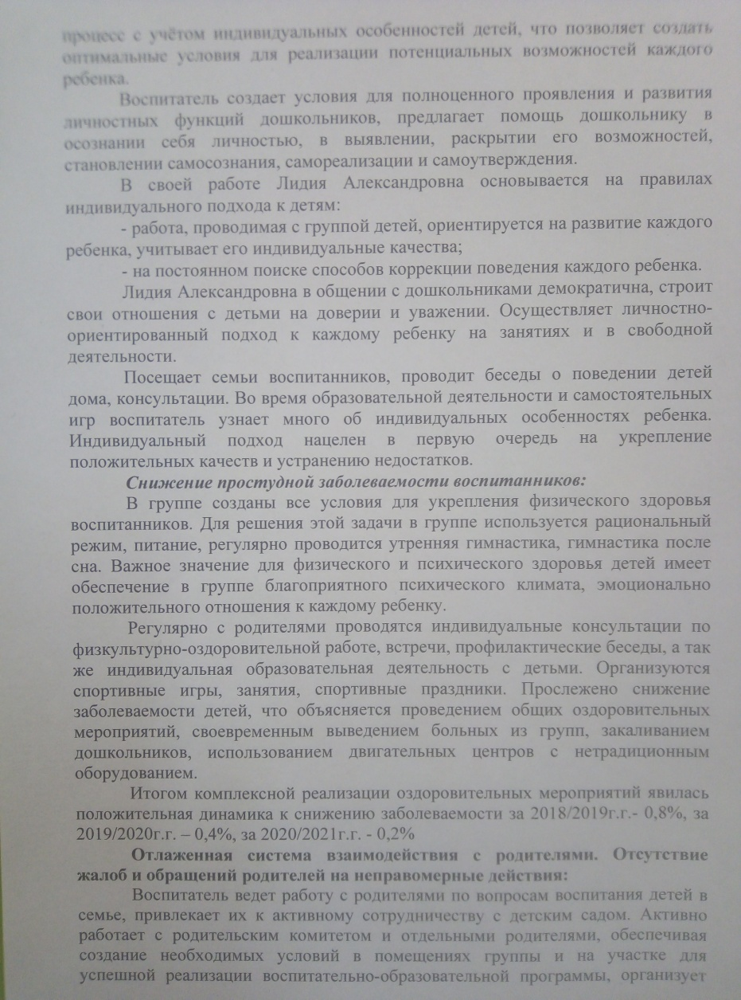 процесс с учётом индивидуальных особенностей детей, что позволяет создать
оптимальные условия для реализации потенциальных возможностей каждого
ребенка.
Воспитатель создает условия для полноценного проявления и развития
личностных функций дошкольников, предлагает помощь дошкольнику в
осознании себя личностью, в выявлении, раскрытии его возможностей,
становлении самосознания, самореализации и самоутверждения.
В своей работе Лидия Александровна основывается на правилах
индивидуального подхода к детям:
- работа, проводимая с группой детей, ориентируется на развитие каждого
ребенка, учитывает его индивидуальные качества;
- на постоянном поиске способов коррекции поведения каждого ребенка.
Лидия Александровна в общении с дошкольниками демократична, строит
свои отношения с детьми на доверии и уважении. Осуществляет личностно-
ориентированный подход к каждому ребенку на занятиях и в свободной
деятельности.
Посещает семьи воспитанников, проводит беседы о поведении детей
дома, консультации. Во время образовательной деятельности и самостоятельных
игр воспитатель узнает много об индивидуальных особенностях ребенка.
Индивидуальный подход нацелен в первую очередь на укрепление
положительных качеств и устранению недостатков.
Снижение простудной заболеваемости воспитанников:
В группе созданы все условия для укрепления физического здоровья
воспитанников. Для решения этой задачи в группе используется рациональный
режим, питание, регулярно проводится утренняя гимнастика, гимнастика после
сна. Важное значение для физического и психического здоровья детей имеет
обеспечение в группе благоприятного психического климата, эмоционально
положительного отношения к каждому ребенку.
Регулярно с родителями проводятся индивидуальные консультации по
физкультурно-оздоровительной работе, встречи, профилактические беседы, а так
же индивидуальная образовательная деятельность с детьми. Организуются
спортивные игры, занятия, спортивные праздники. Прослежено снижение
заболеваемости детей, что объясняется проведением общих оздоровительных
мероприятий, своевременным выведением больных из групп, закаливанием
дошкольников, использованием двигательных центров с нетрадиционным
оборудованием.
Итогом комплексной реализации оздоровительных мероприятий явилась
положительная динамика к снижению заболеваемости за 2018/2019г.г.- 0,8%, за
2019/2020г.г. – 0,4%, за 2020/2021г.г. - 0,2%
Отлаженная система взаимодействия с родителями. Отсутствие
жалоб и обращений родителей на неправомерные действия:
Воспитатель ведет работу с родителями по вопросам воспитания детей в
семье, привлекает их к активному сотрудничеству с детским садом. Активно
работает с родительским комитетом и отдельными родителями, обеспечивая
создание необходимых условий в помещениях группы и на участке для
успешной реализации воспитательно-образовательной программы, организует